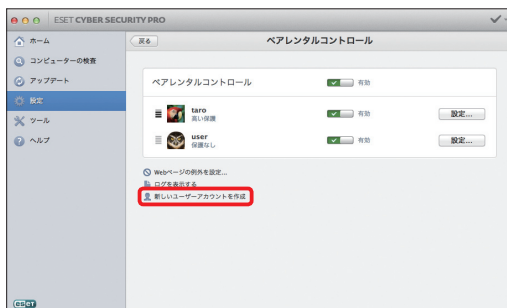 ESET CYBER SECURITY PRO
ホーム
コンピューターの検査
アップデート
設定
ツール
ヘルプ
戻る
ペアレンタルコントロール
ペアレンタルコントロール
有効
taro
高い保護
有効
設定...
user
保護なし
有効
設定...
Webページの例外を設定...
ログを表示する
新しいユーザーアカウントを作成
eset